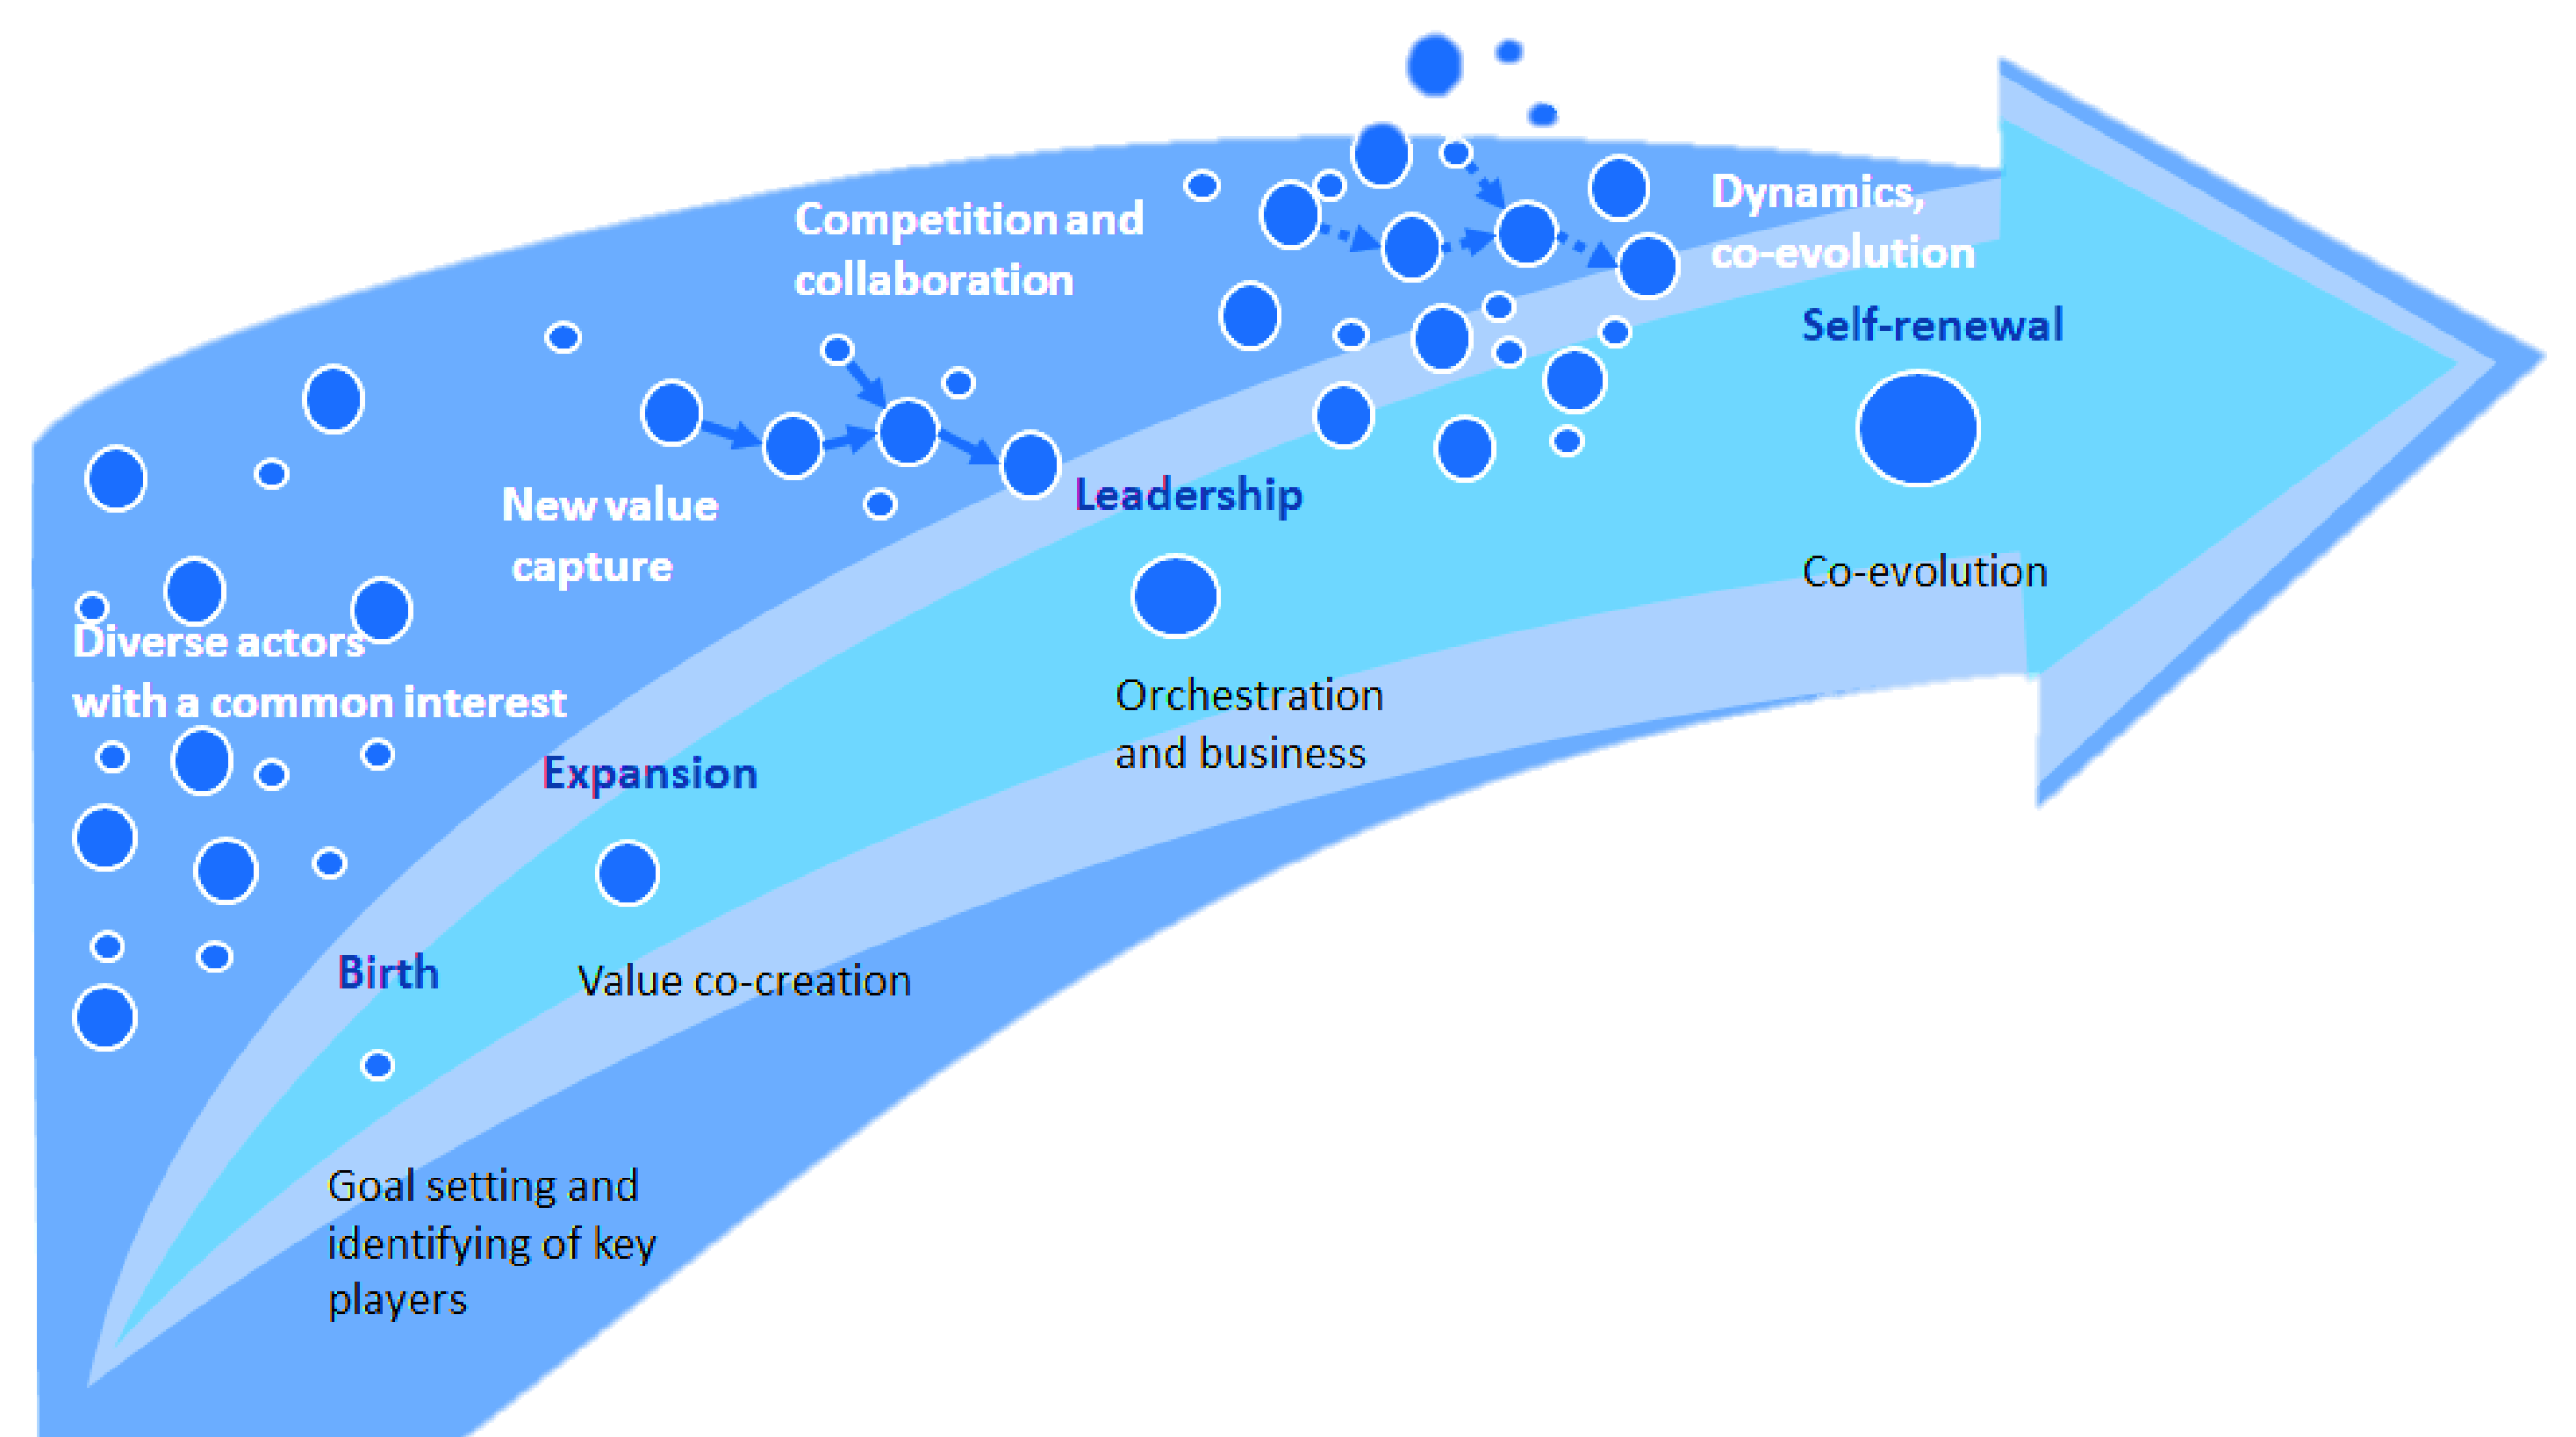 Dynamics,
co-evolution
Competition and
collaboration
Self-renewal
New value
capture
Leadership
Co-evolution
Diverse actors
with a common interest
Orchestration
and business
Expansion
Value co-creation
Birth
Goal setting and
identifying of key
players